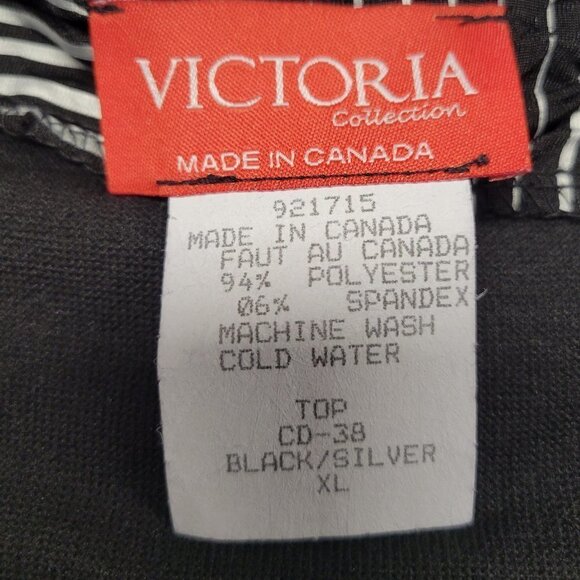 VICTORIA
Collection
MADE IN CANADA
921715
MADE IN CANADA
FAUT AU CANADA
94% POLYESTER
06% SPANDEX
MACHINE WASH
COLD WATER
TOP
CD-38
BLACK/SILVER
XL